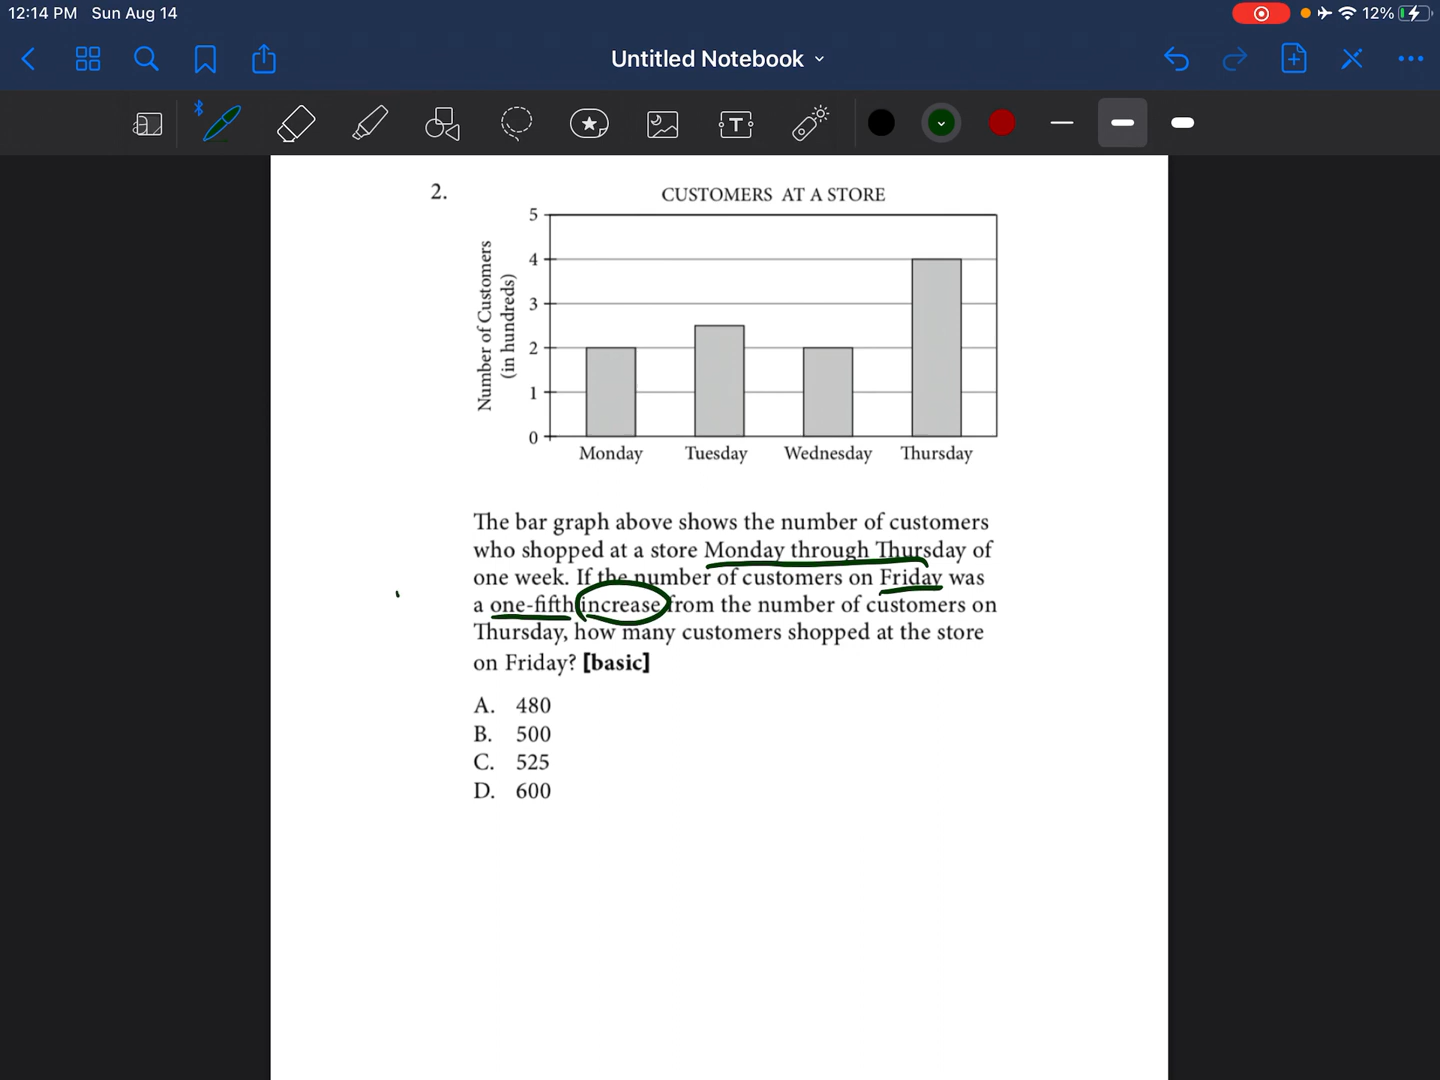 12:14 PM Sun Aug 14
12%
Untitled Notebook
T
2.
CUSTOMERS AT A STORE
Number of Customers
(in hundreds)
5
4
3
2
1
0
Monday Tuesday Wednesday Thursday
The bar graph above shows the number of customers
who shopped at a store Monday through Thursday of
one week. If the number of customers on Friday was
a one-fifth increase from the number of customers on
Thursday, how many customers shopped at the store
on Friday? [basic]
A. 480
B. 500
C. 525
D. 600